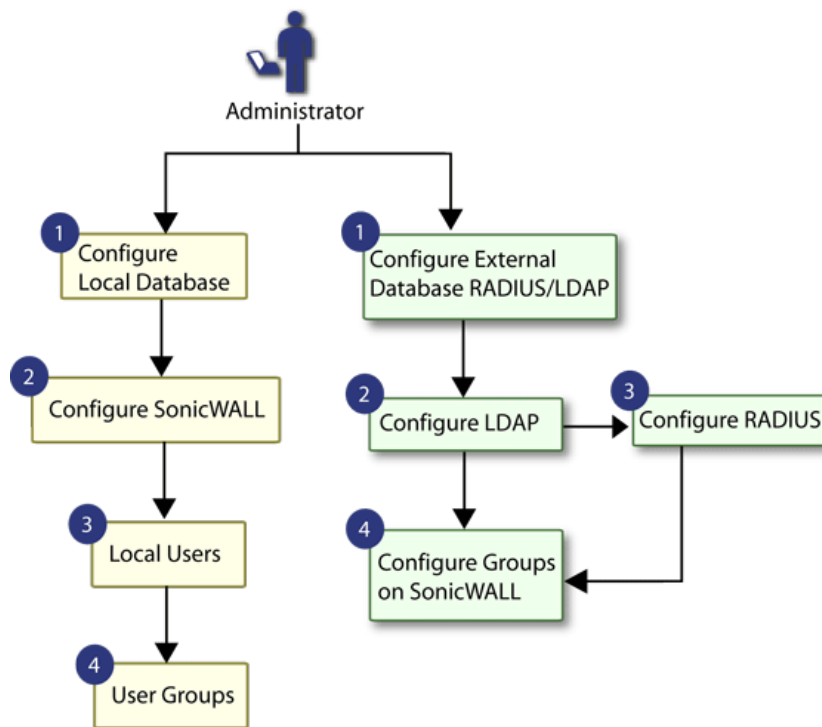 Administrator
1
Configure
Local Database
2
Configure SonicWALL
3
Local Users
4
User Groups
1
Configure External
Database RADIUS/LDAP
2
Configure LDAP
3
Configure RADIUS
4
Configure Groups
on SonicWALL